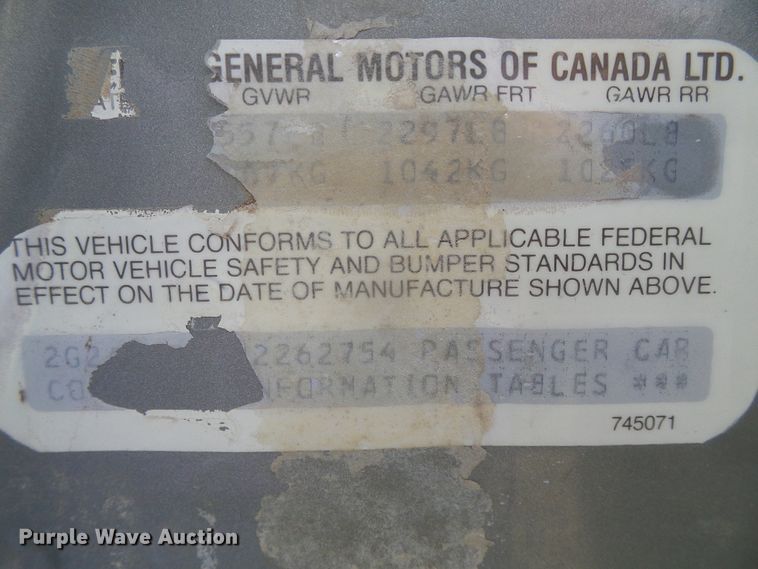 GENERAL MOTORS OF CANADA LTD.
GVWR GAWR FRT GAWR RR
2297LB
1042KG
THIS VEHICLE CONFORMS TO ALL APPLICABLE FEDERAL
MOTOR VEHICLE SAFETY AND BUMPER STANDARDS IN
EFFECT ON THE DATE OF MANUFACTURE SHOWN ABOVE.
2262754 PASSENGER CAR
TABLES ***
745071
Purple Wave Auction